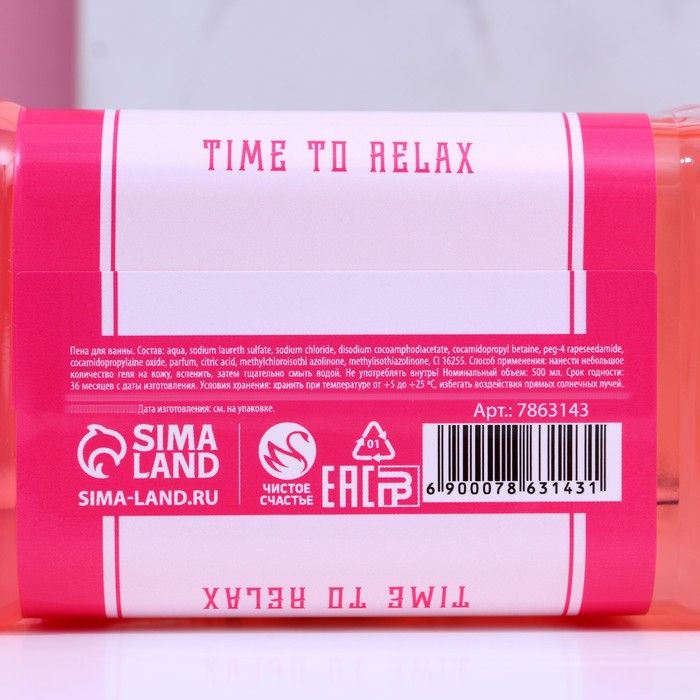 TIME TO RELAX
Пена для ванны. Состав: aqua, sodium laureth sulfate, sodium chloride, disodium cocoamphodiacetate, cocamidopropyl betaine, peg-4 rapeseedamide,
cocamidopropylaine oxide, parfum, citric acid, methylchloroisothi azolinone, methylisothiazolinone, CI 16255. Способ применения: нанести небольшое
количество геля на кожу, вспенить, затем тщательно смыть водой. Не употреблять внутрь! Номинальный объем: 500 мл. Срок годности:
36 месяцев с даты изготовления. Условия хранения: хранить при температуре от +5 до +25 ºС, избегать воздействия прямых солнечных лучей.
Дата изготовления: см. на упаковке.
Арт.: 7863143
SIMA
LAND
SIMA-LAND.RU
ЧИСТОЕ
СЧАСТЬЕ
01
EAC
6 900078 631431
TIME TO RELAX